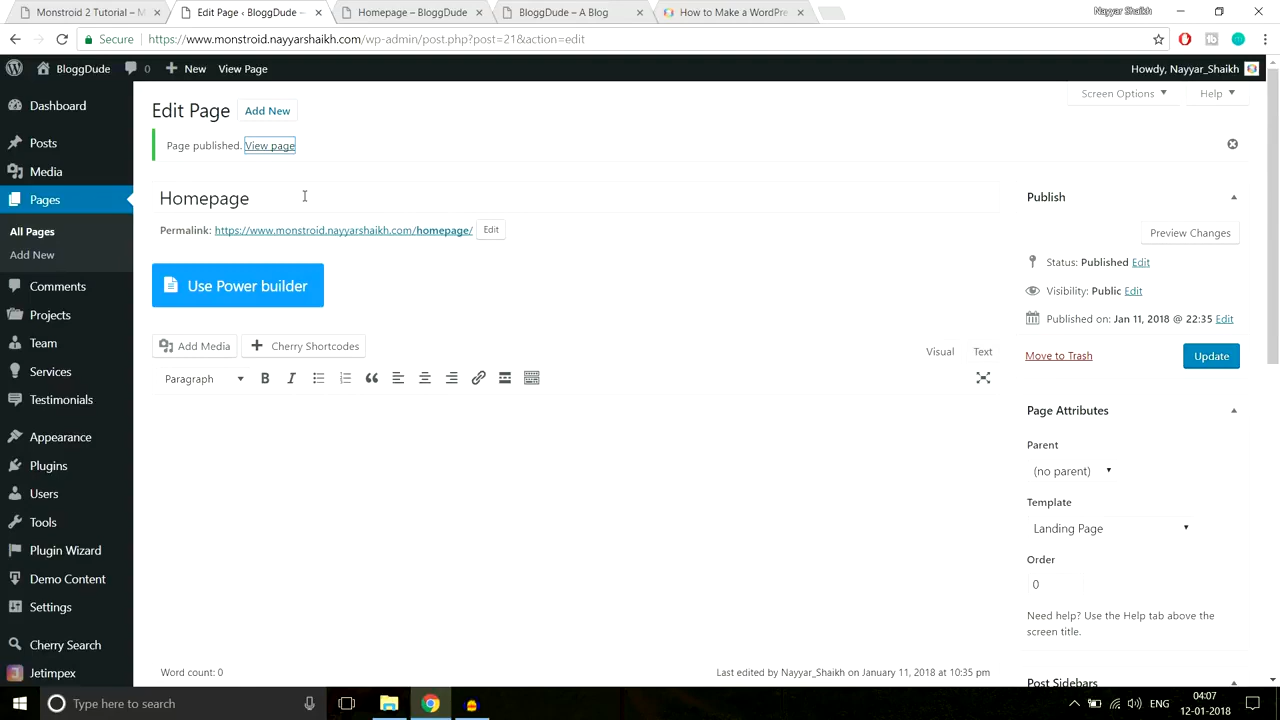 Monstroid 2 Tutorial – M
Edit Page ‹ BloggDude
Homepage – BloggDude
BloggDude – A Blog
How to Make a WordPre
Nayyar Shaikh
Secure
https://www.monstroid.nayyarshaikh.com/wp-admin/post.php?post=21&action=edit
BloggDude
0
New
View Page
Howdy, Nayyar_Shaikh
Dashboard
Posts
Media
Pages
All Pages
Add New
Comments
Projects
Team
Services
Testimonials
Appearance
Plugins
Users
Tools
Plugin Wizard
Demo Content
Settings
Cherry Search
Jetimpex
Screen Options
Help
Edit Page
Add New
Page published. View page
Homepage
Permalink: https://www.monstroid.nayyarshaikh.com/homepage/ Edit
Use Power builder
Add Media
Cherry Shortcodes
Visual
Text
Paragraph
B
I
Word count: 0
Last edited by Nayyar_Shaikh on January 11, 2018 at 10:35 pm
Publish
Preview Changes
Status: Published Edit
Visibility: Public Edit
Published on: Jan 11, 2018 @ 22:35 Edit
Move to Trash
Update
Page Attributes
Parent
(no parent)
Template
Landing Page
Order
0
Need help? Use the Help tab above the
screen title.
Post Sidebars
Type here to search
ENG
04:07
12-01-2018